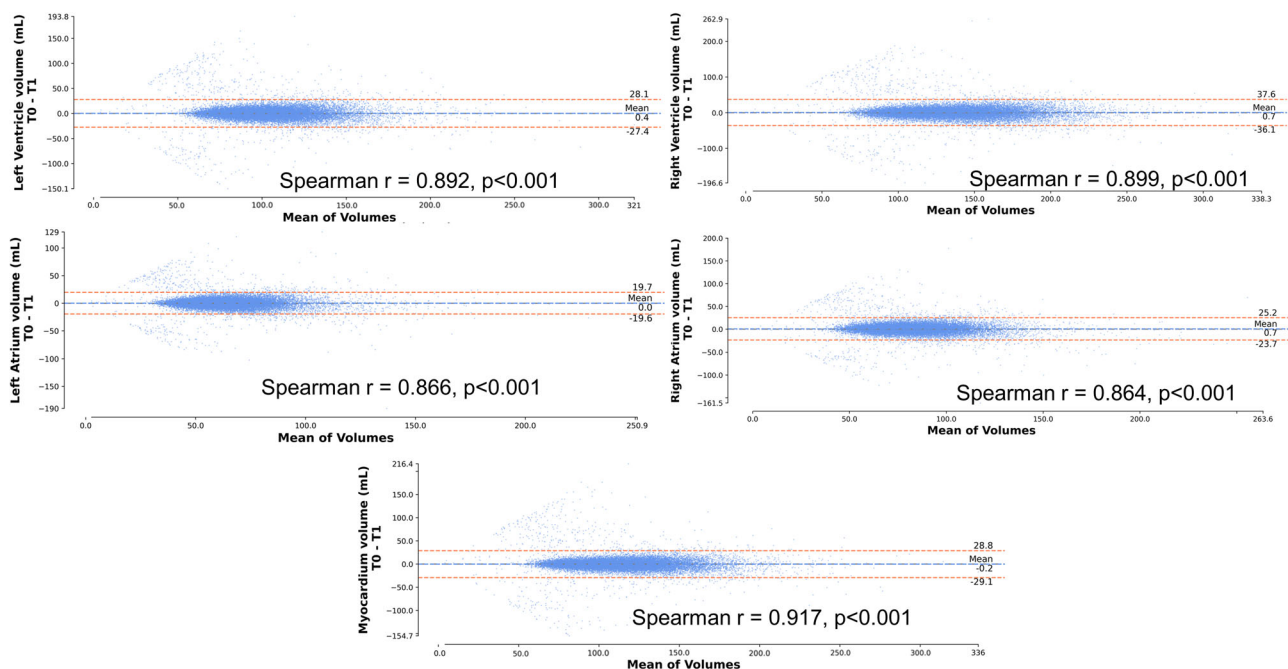 Left Ventricle volume (mL)
T0 - T1
193.8
150.0
100.0
50.0
0.0
−50.0
−100.0
−150.1
28.1
Mean
0.4
-27.4
Spearman r = 0.892, p<0.001
0.0 50.0 100.0 150.0 200.0 250.0 300.0 321
Mean of Volumes
Right Ventricle volume (mL)
T0 - T1
262.9
200.0
100.0
0.0
−100.0
−196.6
37.6
Mean
0.7
-36.1
Spearman r = 0.899, p<0.001
0.0 50.0 100.0 150.0 200.0 250.0 300.0 338.3
Mean of Volumes
Left Atrium volume (mL)
T0 - T1
129
100
50
0
−50
−100
−150
−190
19.7
Mean
0.0
-19.6
Spearman r = 0.866, p<0.001
0.0 50.0 100.0 150.0 200.0 250.9
Mean of Volumes
Right Atrium volume (mL)
T0 - T1
200.0
150.0
100.0
50.0
0.0
−50.0
−100.0
−161.5
25.2
Mean
0.7
-23.7
Spearman r = 0.864, p<0.001
0.0 50.0 100.0 150.0 200.0 263.6
Mean of Volumes
Myocardium volume (mL)
T0 - T1
216.4
150.0
100.0
50.0
0.0
−50.0
−100.0
−154.7
28.8
Mean
-0.2
-29.1
Spearman r = 0.917, p<0.001
0.0 50.0 100.0 150.0 200.0 250.0 300.0 336
Mean of Volumes